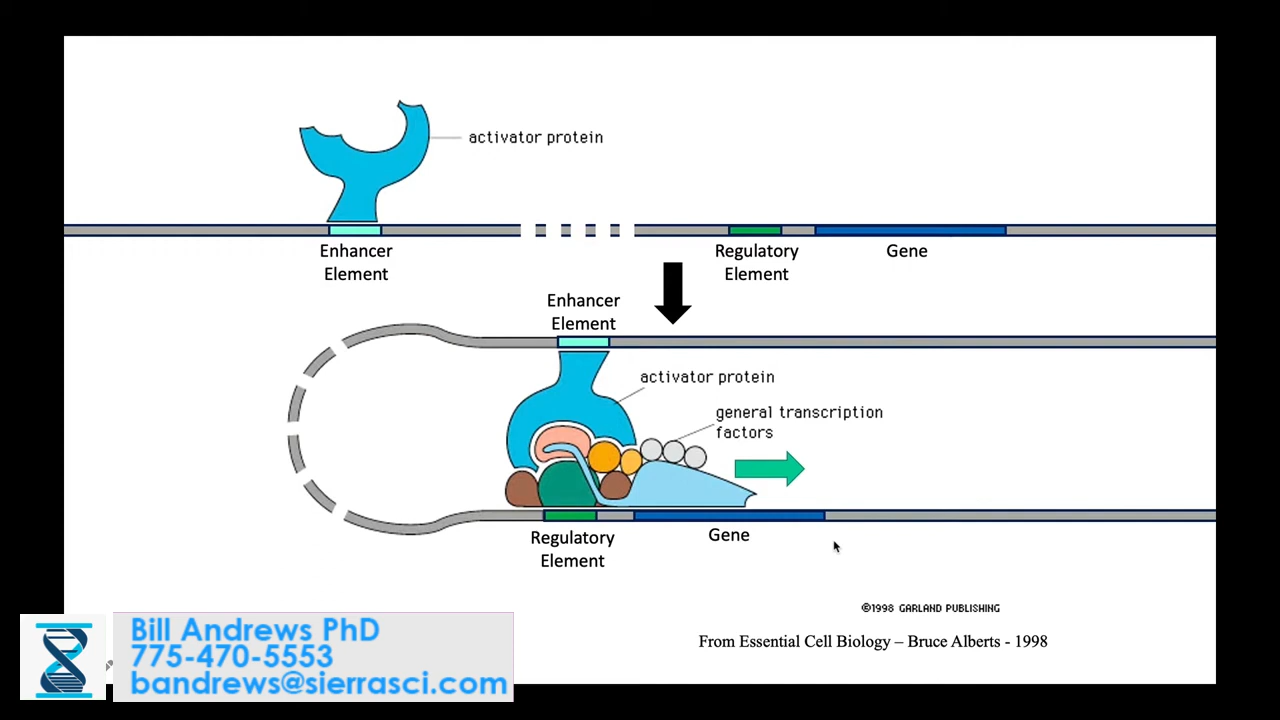 activator protein
Enhancer
Element
Regulatory
Element
Gene
Enhancer
Element
activator protein
general transcription
factors
Regulatory
Element
Gene
©1998 GARLAND PUBLISHING
From Essential Cell Biology – Bruce Alberts - 1998
Bill Andrews PhD
775-470-5553
bandrews@sierrasci.com